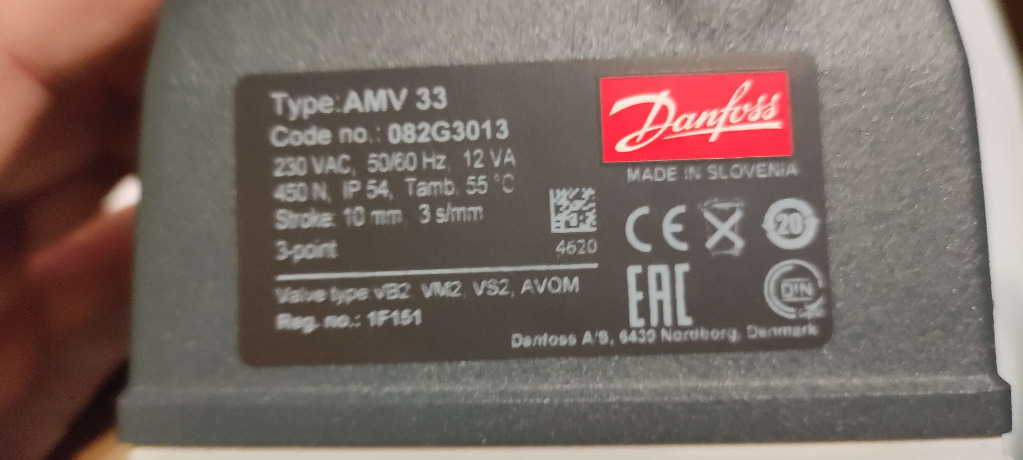 Type: AMV 33
Code no.: 082G3013
230 VAC, 50/60 Hz, 12 VA
450 N, IP 54, Tamb. 55 °C
Stroke: 10 mm, 3 s/mm
3-point
4620
Valve type VB2, VM2, VS2, AVQM
Reg. no.: 1F151
Danfoss
MADE IN SLOVENIA
CE
20
EAC
DIN
Danfoss A/S, 6430 Nordborg, Denmark